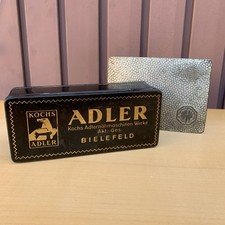 KOCHS
ADLER
ADLER
Kochs Adlernähmaschinen Werke
Akt-Ges.
BIELEFELD